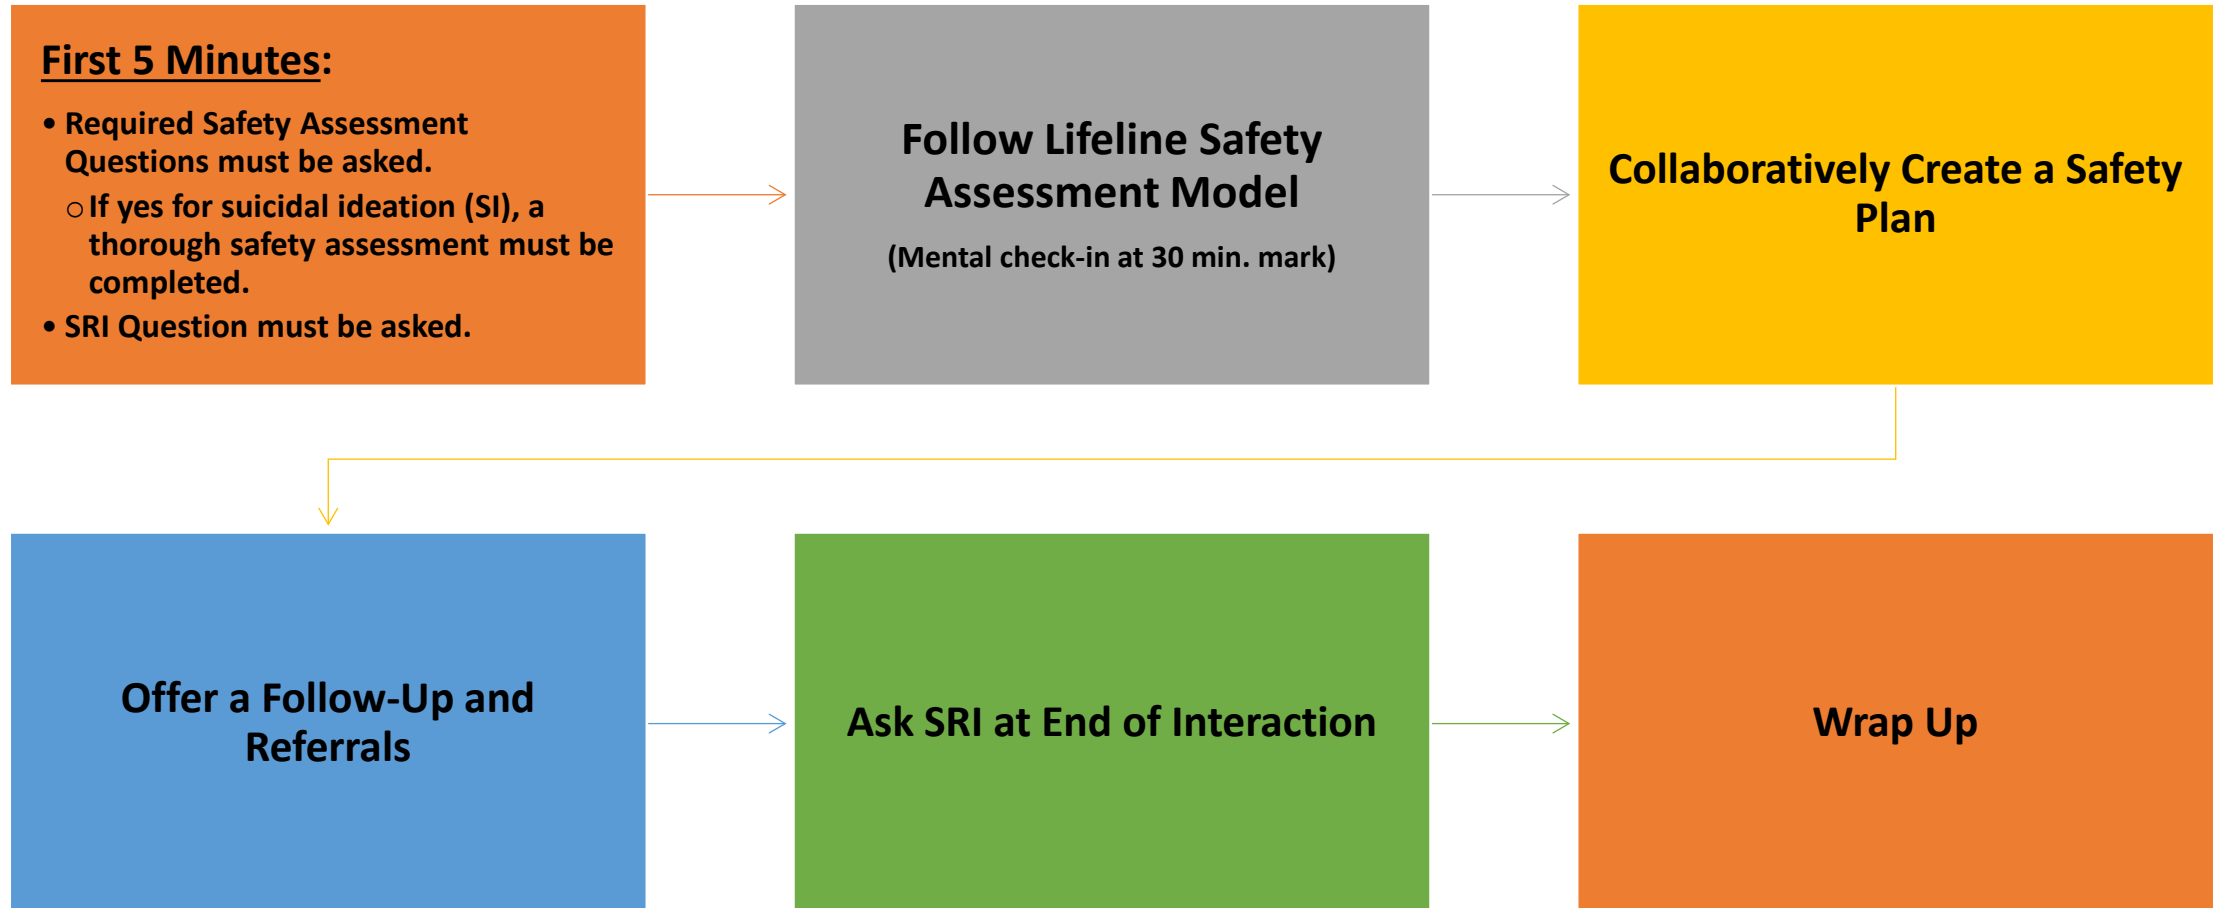 First 5 Minutes:
• Required Safety Assessment
Questions must be asked.
○ If yes for suicidal ideation (SI), a
thorough safety assessment must be
completed.
• SRI Question must be asked.
Follow Lifeline Safety
Assessment Model
(Mental check-in at 30 min. mark)
Collaboratively Create a Safety
Plan
Offer a Follow-Up and
Referrals
Ask SRI at End of Interaction
Wrap Up